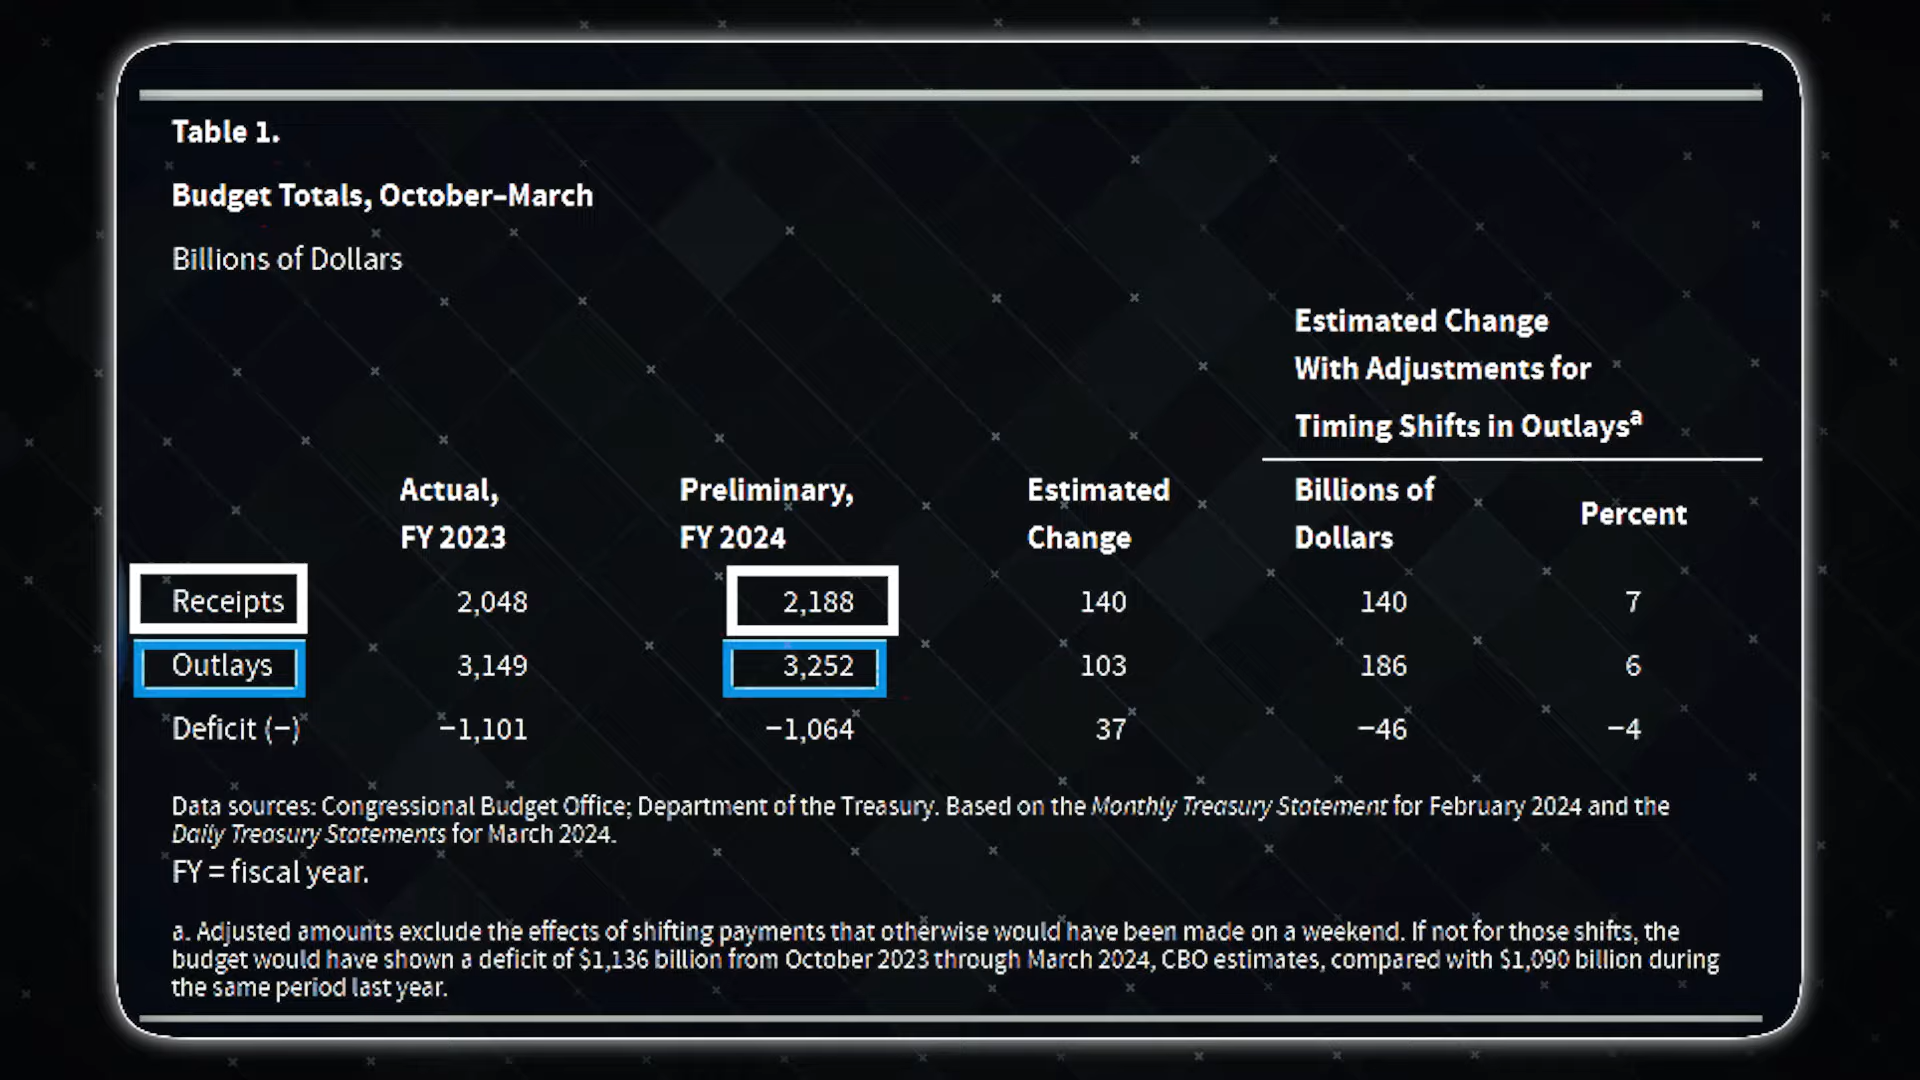 Table 1.
Budget Totals, October–March
Billions of Dollars
Estimated Change
With Adjustments for
Timing Shifts in Outlaysa
Actual, Preliminary, Estimated Billions of Percent
FY 2023 FY 2024 Change Dollars
Receipts 2,048 2,188 140 140 7
Outlays 3,149 3,252 103 186 6
Deficit (−) −1,101 −1,064 37 −46 −4
Data sources: Congressional Budget Office; Department of the Treasury. Based on the Monthly Treasury Statement for February 2024 and the
Daily Treasury Statements for March 2024.
FY = fiscal year.
a. Adjusted amounts exclude the effects of shifting payments that otherwise would have been made on a weekend. If not for those shifts, the
budget would have shown a deficit of $1,136 billion from October 2023 through March 2024, CBO estimates, compared with $1,090 billion during
the same period last year.